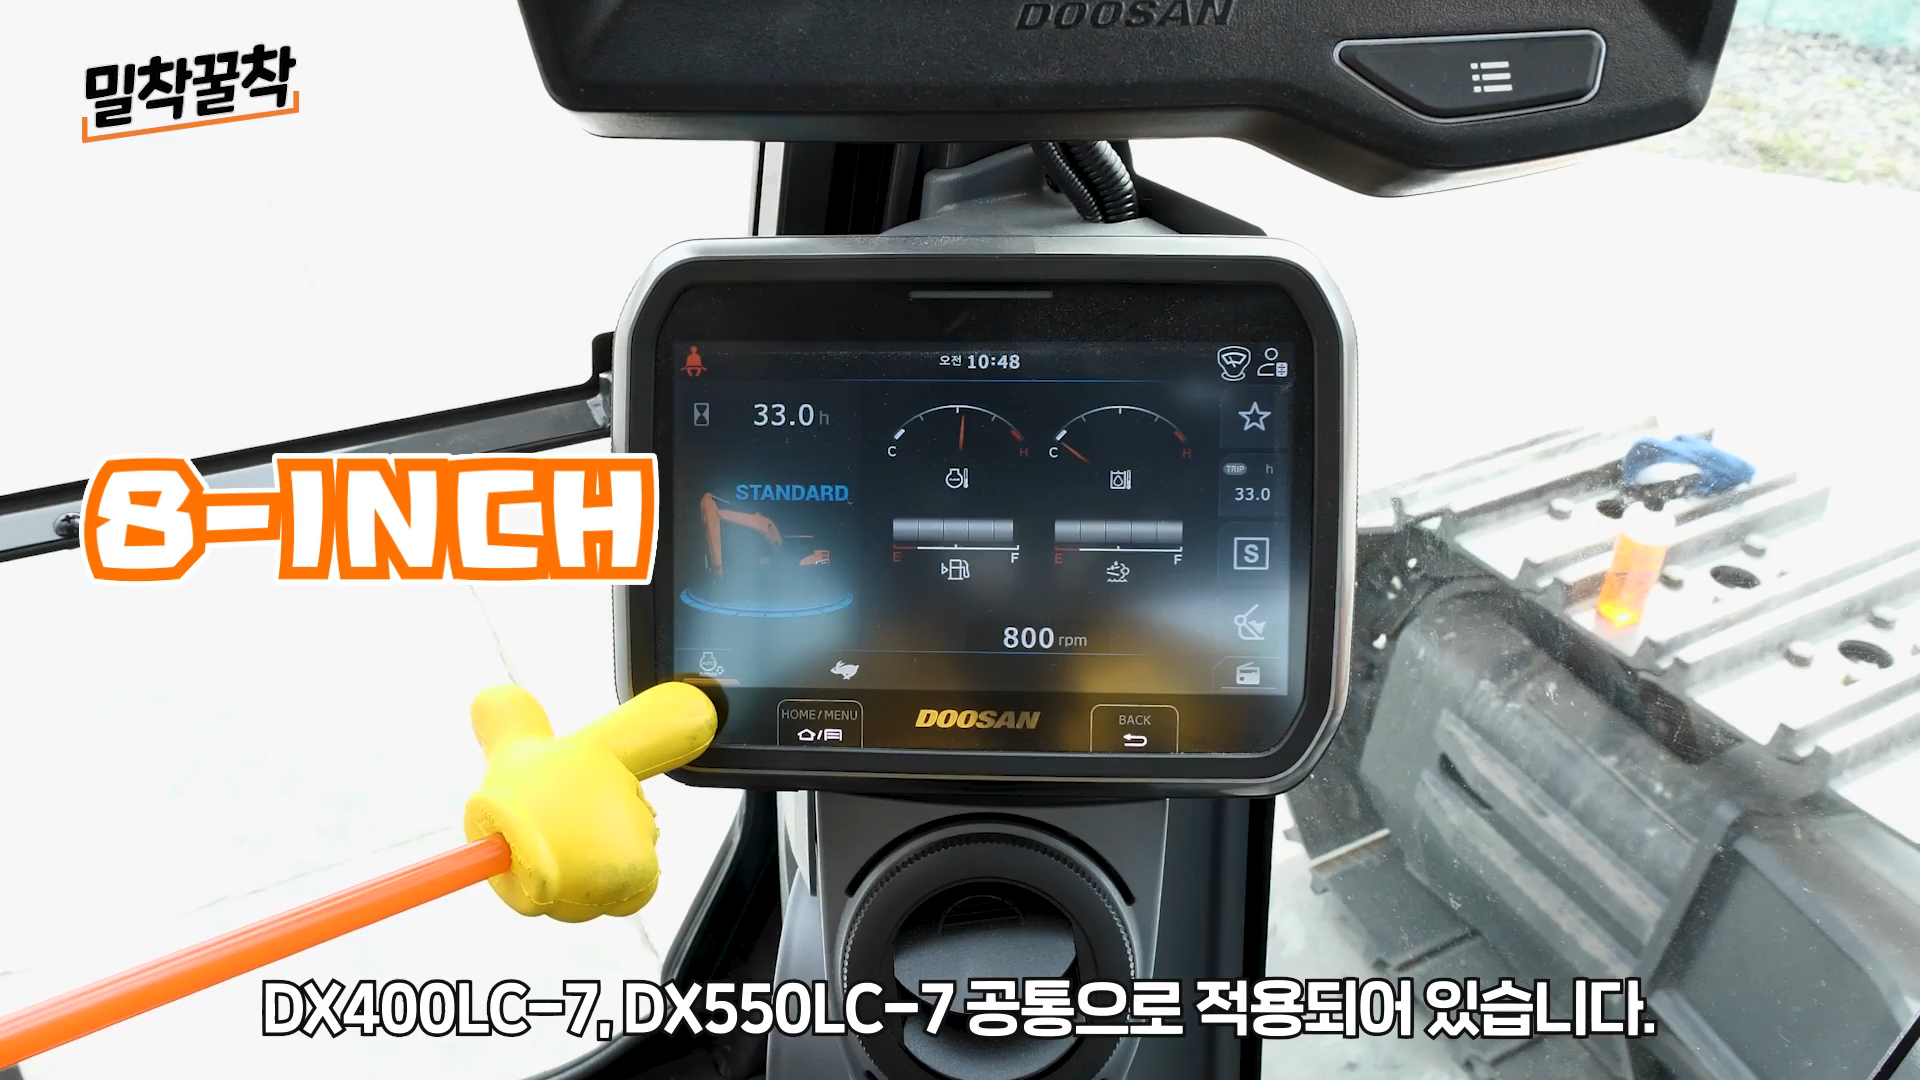 DOOSAN
밀착꿀착
오전 10:48
33.0 h
C H
C H
TRIP h
33.0
STANDARD
8-INCH
E F
E F
S
800 rpm
HOME/MENU
DOOSAN
BACK
DX400LC-7, DX550LC-7 공통으로 적용되어 있습니다.